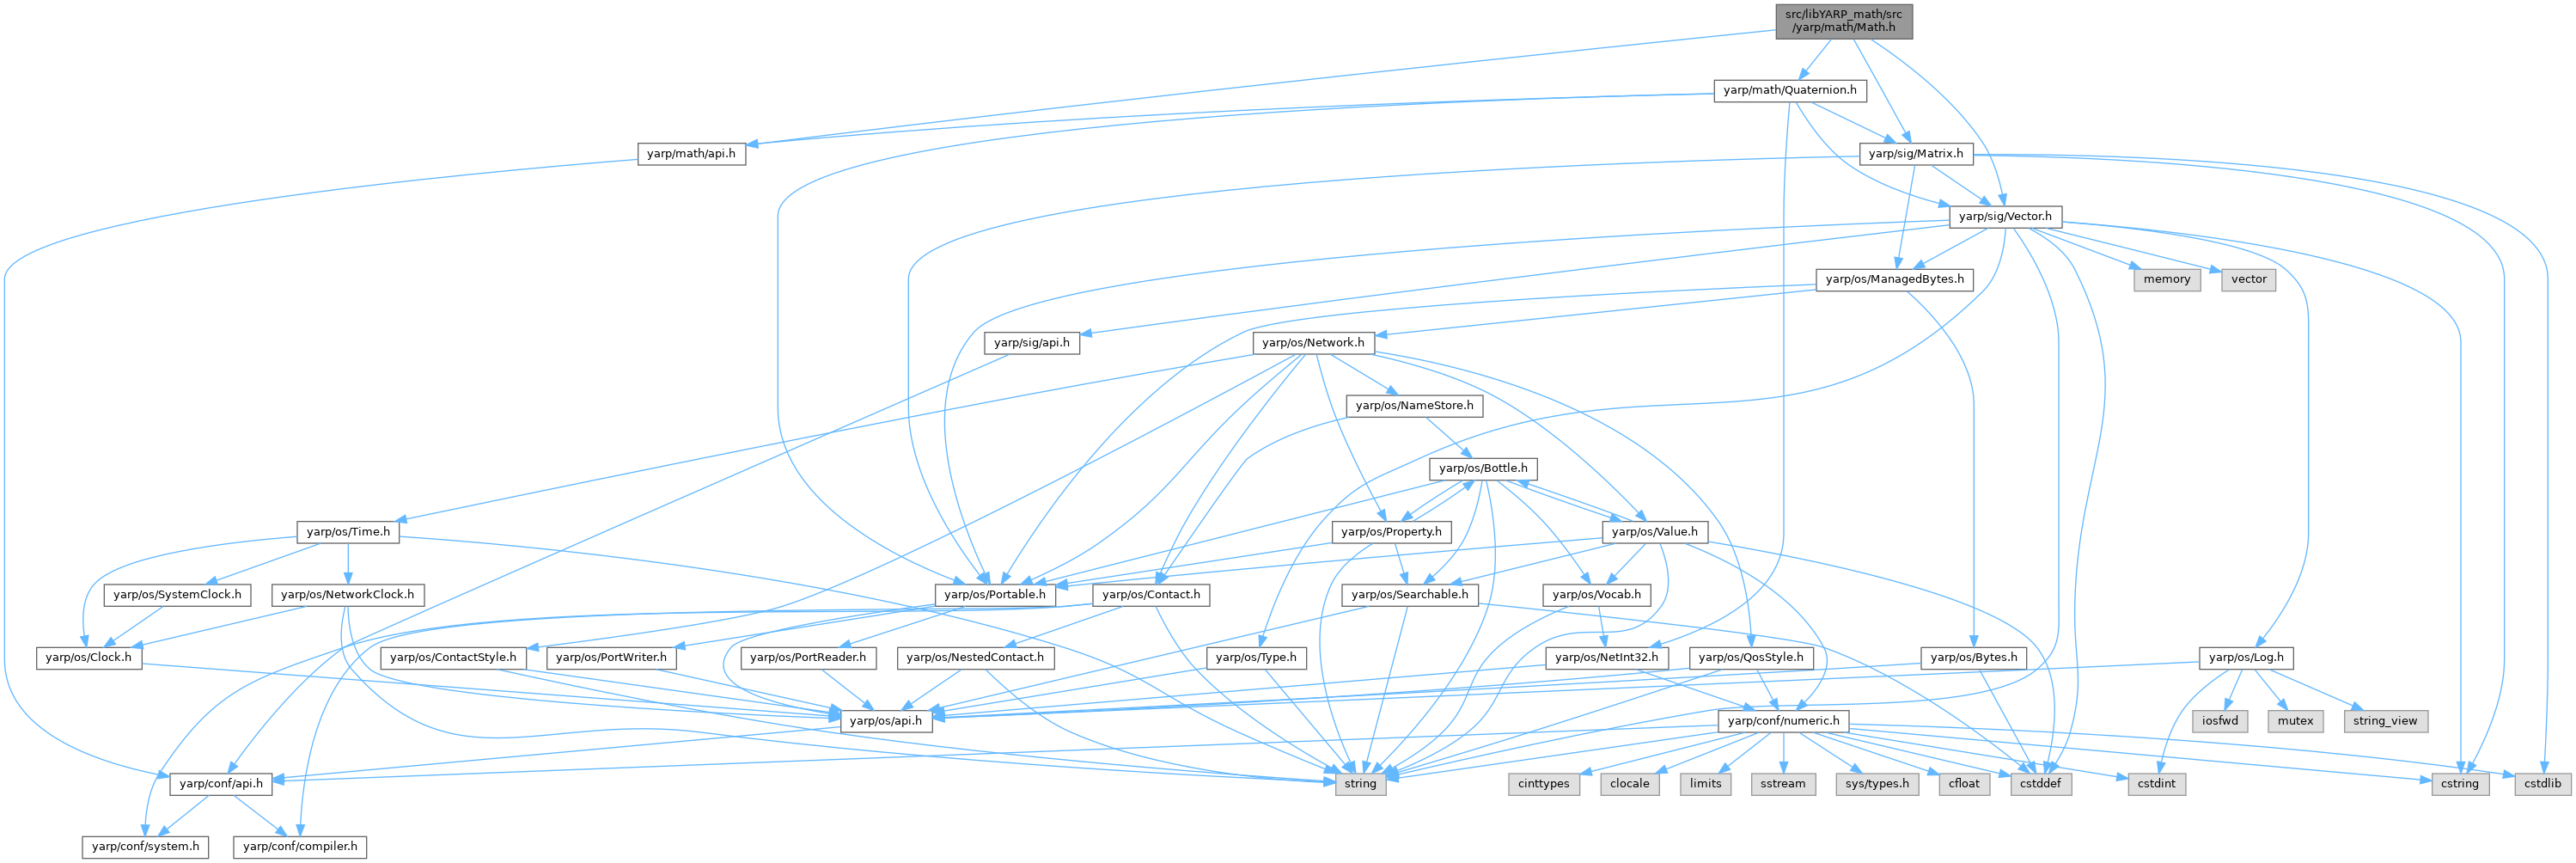 src/libYARP_math/src
/yarp/math/Math.h
yarp/math/Quaternion.h
yarp/math/api.h
yarp/sig/Matrix.h
yarp/sig/Vector.h
yarp/os/ManagedBytes.h
memory
vector
yarp/sig/api.h
yarp/os/Network.h
yarp/os/NameStore.h
yarp/os/Bottle.h
yarp/os/Time.h
yarp/os/Property.h
yarp/os/Value.h
yarp/os/SystemClock.h
yarp/os/NetworkClock.h
yarp/os/Portable.h
yarp/os/Contact.h
yarp/os/Searchable.h
yarp/os/Vocab.h
yarp/os/Clock.h
yarp/os/ContactStyle.h
yarp/os/PortWriter.h
yarp/os/PortReader.h
yarp/os/NestedContact.h
yarp/os/Type.h
yarp/os/NetInt32.h
yarp/os/QosStyle.h
yarp/os/Bytes.h
yarp/os/Log.h
yarp/os/api.h
yarp/conf/numeric.h
iosfwd
mutex
string_view
yarp/conf/api.h
string
cinttypes
clocale
limits
sstream
sys/types.h
cfloat
cstddef
cstdint
cstring
cstdlib
yarp/conf/system.h
yarp/conf/compiler.h